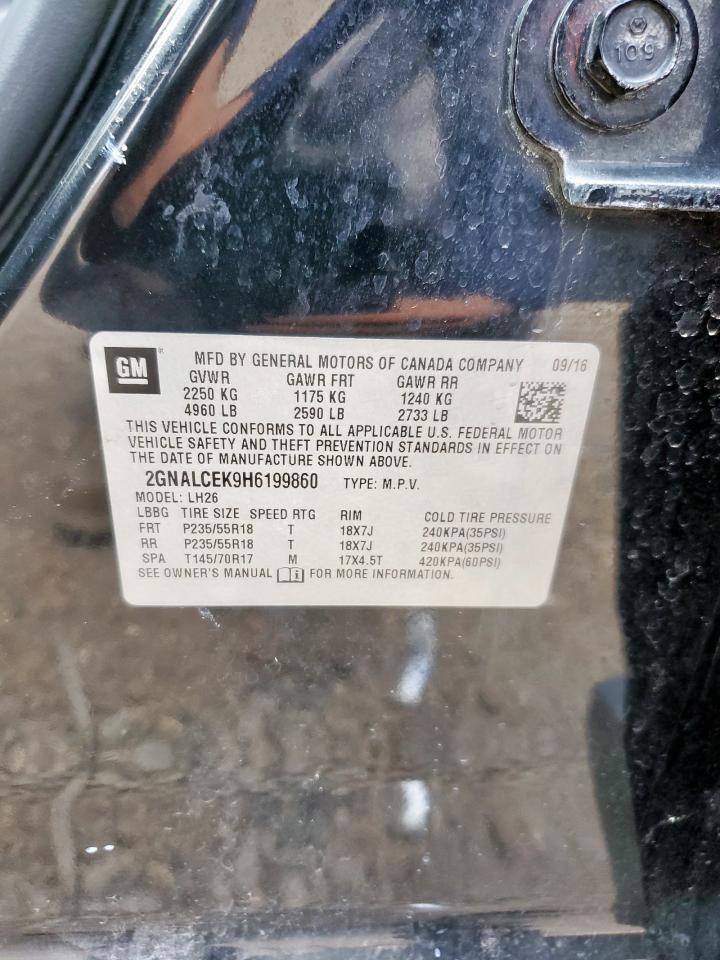 109
GM ® MFD BY GENERAL MOTORS OF CANADA COMPANY 09/16
GVWR GAWR FRT GAWR RR
2250 KG 1175 KG 1240 KG
4960 LB 2590 LB 2733 LB
THIS VEHICLE CONFORMS TO ALL APPLICABLE U.S. FEDERAL MOTOR
VEHICLE SAFETY AND THEFT PREVENTION STANDARDS IN EFFECT ON
THE DATE OF MANUFACTURE SHOWN ABOVE.
2GNALCEK9H6199860 TYPE: M.P.V.
MODEL: LH26
LBBG TIRE SIZE SPEED RTG RIM COLD TIRE PRESSURE
FRT P235/55R18 T 18X7J 240KPA(35PSI)
RR P235/55R18 T 18X7J 240KPA(35PSI)
SPA T145/70R17 M 17X4.5T 420KPA(60PSI)
SEE OWNER'S MANUAL FOR MORE INFORMATION.